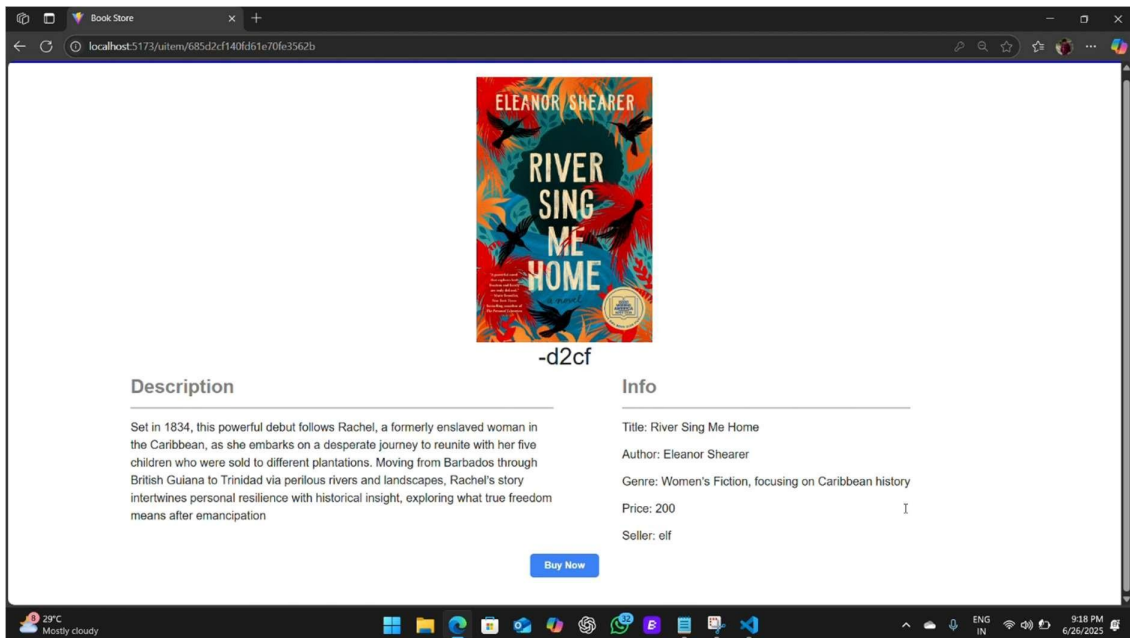 Book Store
localhost:5173/uitem/685d2cf140fd61e70fe3562b
ELEANOR SHEARER
RIVER
SING
ME
HOME
a novel
-d2cf
Description
Set in 1834, this powerful debut follows Rachel, a formerly enslaved woman in
the Caribbean, as she embarks on a desperate journey to reunite with her five
children who were sold to different plantations. Moving from Barbados through
British Guiana to Trinidad via perilous rivers and landscapes, Rachel's story
intertwines personal resilience with historical insight, exploring what true freedom
means after emancipation
Info
Title: River Sing Me Home
Author: Eleanor Shearer
Genre: Women's Fiction, focusing on Caribbean history
Price: 200
Seller: elf
Buy Now
8
29°C
Mostly cloudy
32
ENG
IN
9:18 PM
6/26/2025